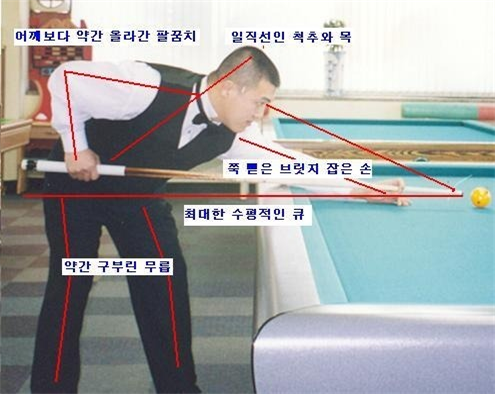 어깨보다 약간 올라간 팔꿈치
일직선인 척추와 목
쭉 뻗은 브릿지 잡은 손
최대한 수평적인 큐
약간 구부린 무릎